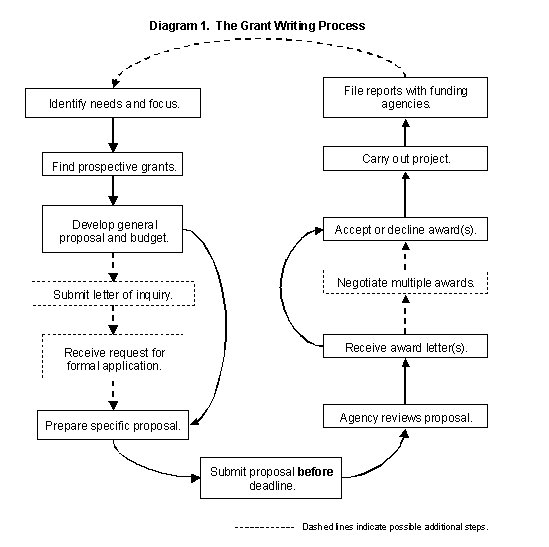 Diagram 1.  The Grant Writing Process
Identify needs and focus.
Find prospective grants.
Develop general
proposal and budget.
Submit letter of inquiry.
Receive request for
formal application.
Prepare specific proposal.
Submit proposal before
deadline.
Agency reviews proposal.
Receive award letter(s).
Negotiate multiple awards.
Accept or decline award(s).
Carry out project.
File reports with funding
agencies.
Dashed lines indicate possible additional steps.